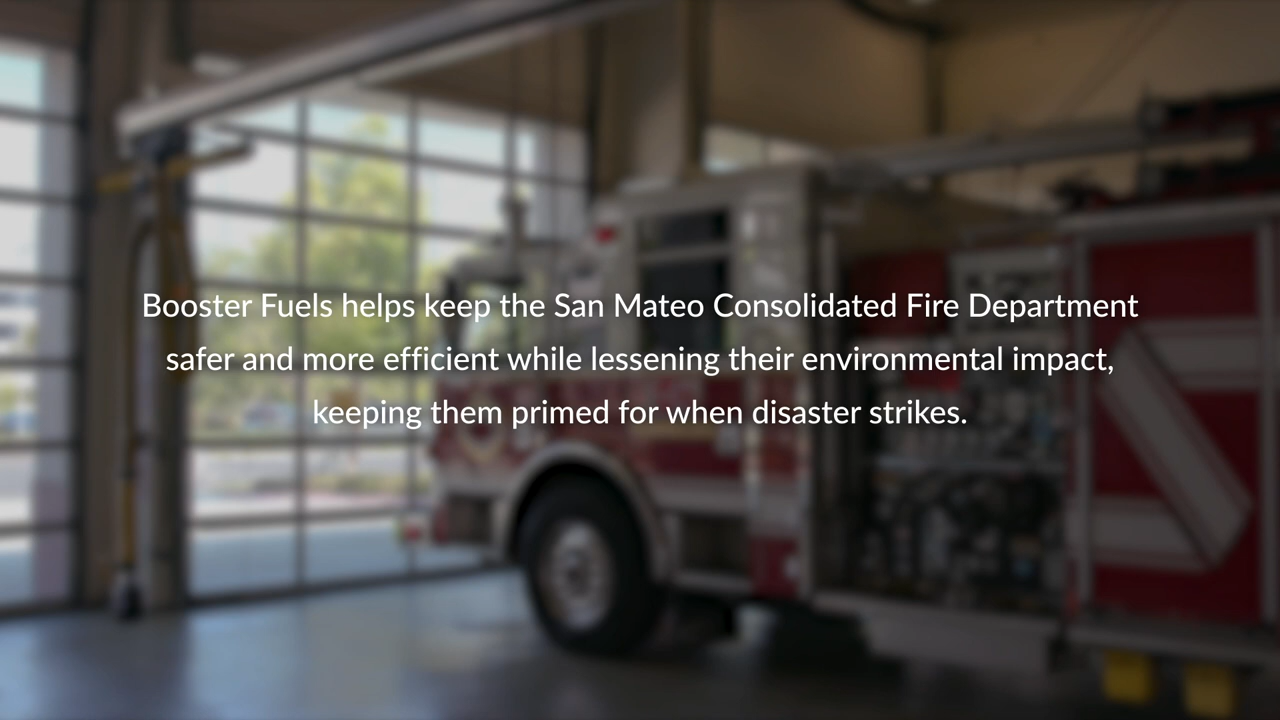 Booster Fuels helps keep the San Mateo Consolidated Fire Department
safer and more efficient while lessening their environmental impact,
keeping them primed for when disaster strikes.